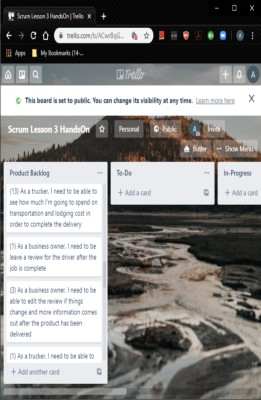 Scrum Lesson 3 HandsOn | Trello
trello.com/b/ACwrBqG...
Apps My Bookmarks (14-...
Trello
A
This board is set to public. You can change its visibility at any time. Learn more here
Scrum Lesson 3 HandsOn Personal Public A Invite
Butler ... Show Menu
Product Backlog ...
(13) As a trucker, I need to be able to
see how much I'm going to spend on
transportation and lodging cost in
order to complete the delivery
(1) As a business owner, I need to be
leave a review for the driver after the
job is complete
(3) As a business owner, I need to be
able to edit the review if things
change and more information comes
out after the product has been
delivered
(1) As a trucker, I need to be able to
+ Add another card
To-Do ...
+ Add a card
In-Progress
+ Add a card